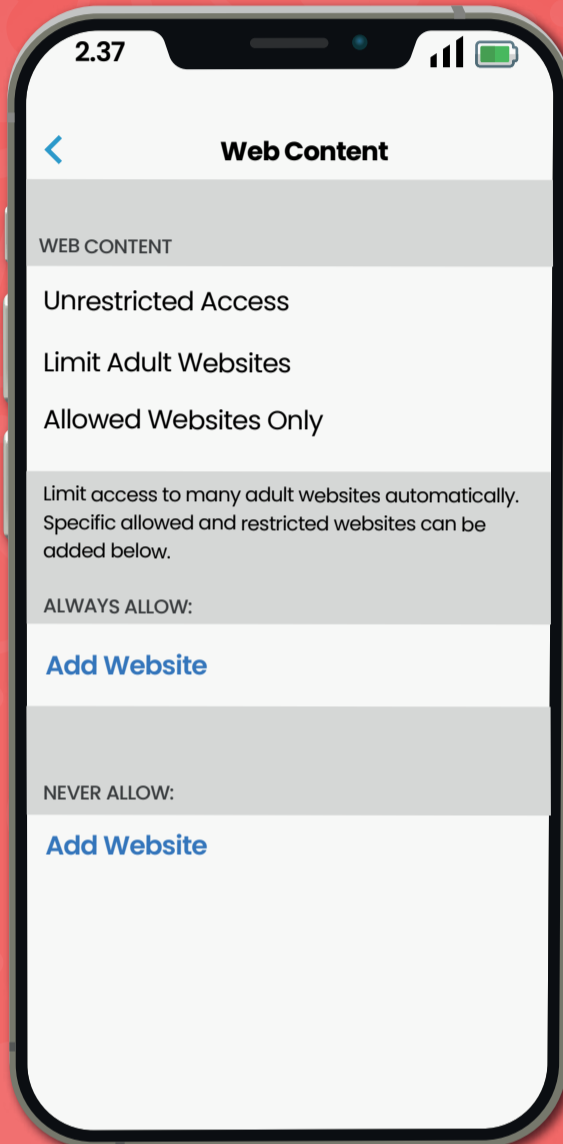 2.37
Web Content
WEB CONTENT
Unrestricted Access
Limit Adult Websites
Allowed Websites Only
Limit access to many adult websites automatically.
Specific allowed and restricted websites can be
added below.
ALWAYS ALLOW:
Add Website
NEVER ALLOW:
Add Website